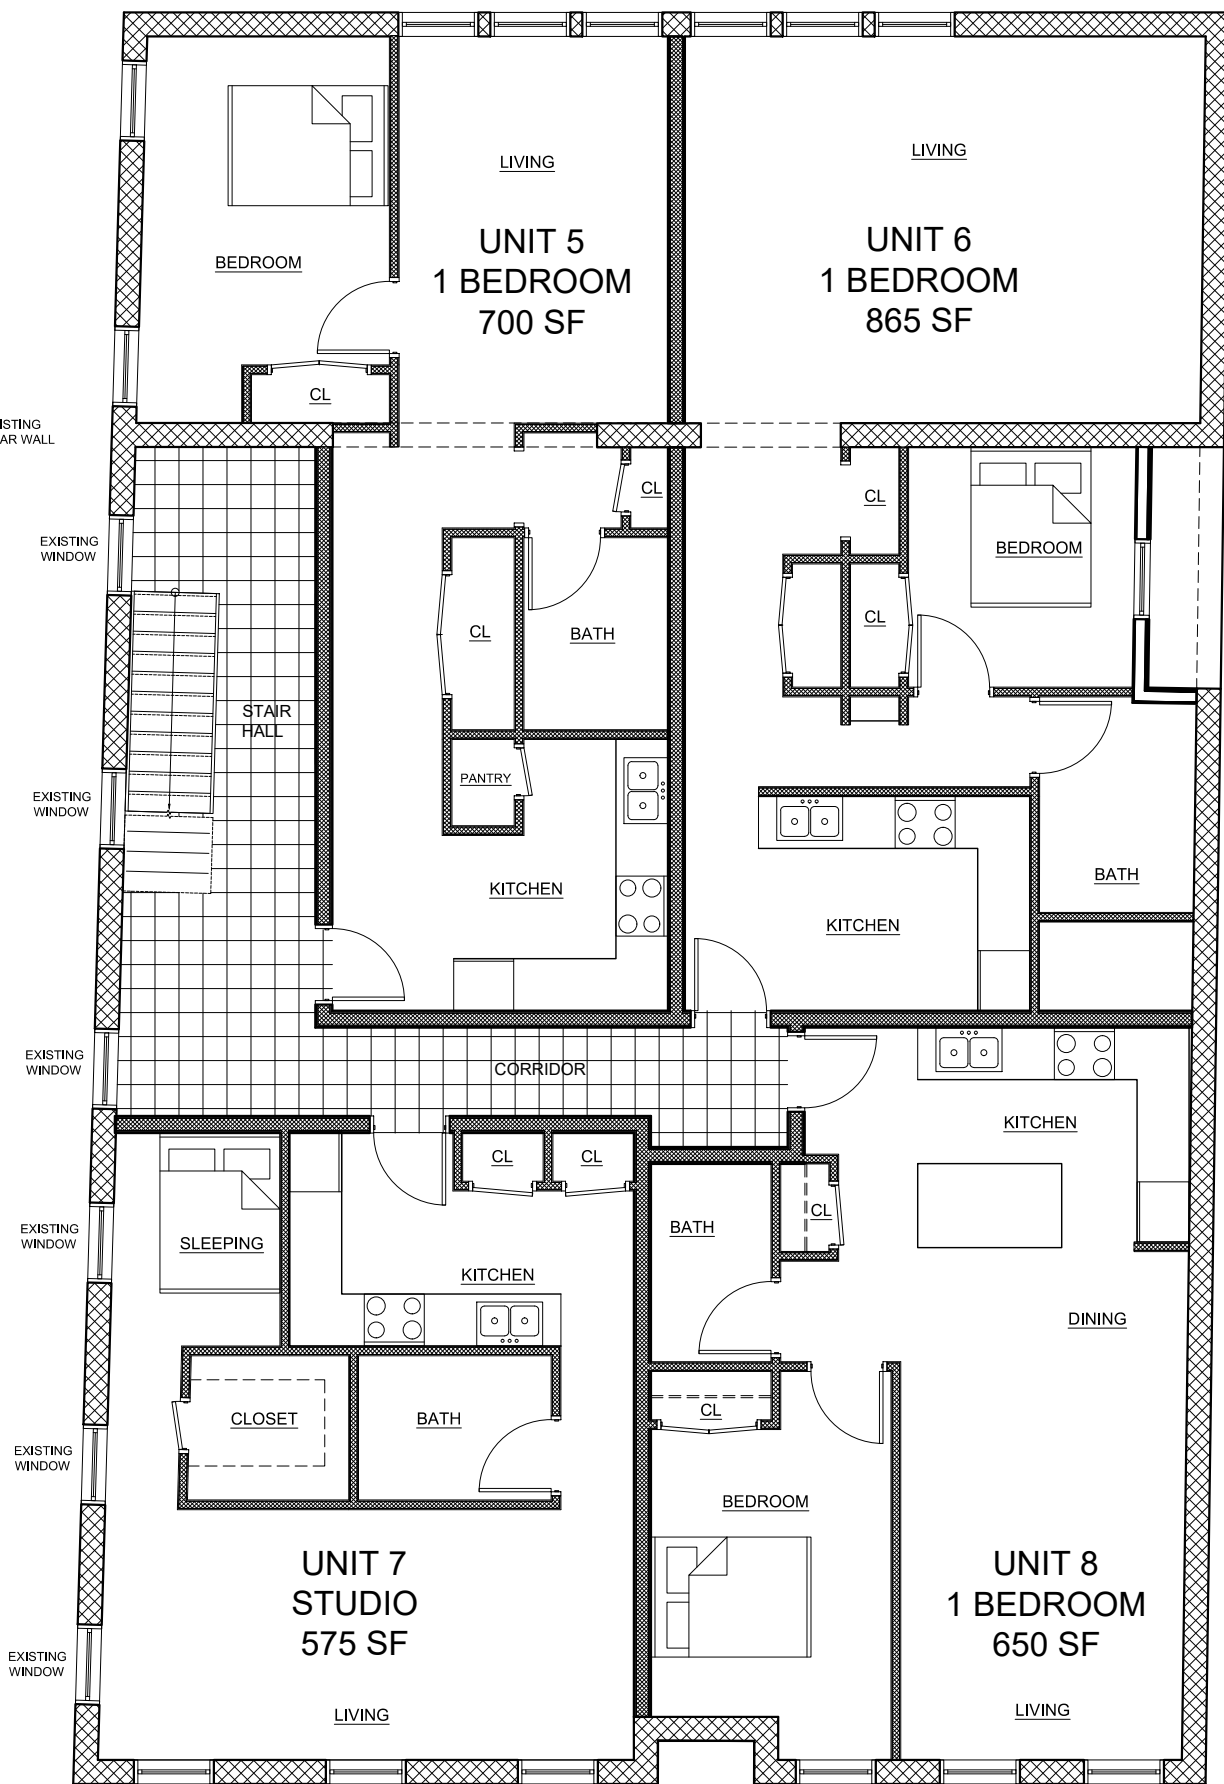 LIVING
LIVING
UNIT 5
1 BEDROOM
700 SF
UNIT 6
1 BEDROOM
865 SF
BEDROOM
CL
ISTING
AR WALL
CL
CL
EXISTING
WINDOW
BEDROOM
CL
BATH
CL
STAIR
HALL
PANTRY
EXISTING
WINDOW
KITCHEN
BATH
KITCHEN
EXISTING
WINDOW
CORRIDOR
KITCHEN
CL
CL
CL
BATH
EXISTING
WINDOW
SLEEPING
KITCHEN
DINING
CLOSET
BATH
CL
EXISTING
WINDOW
BEDROOM
UNIT 7
STUDIO
575 SF
UNIT 8
1 BEDROOM
650 SF
EXISTING
WINDOW
LIVING
LIVING